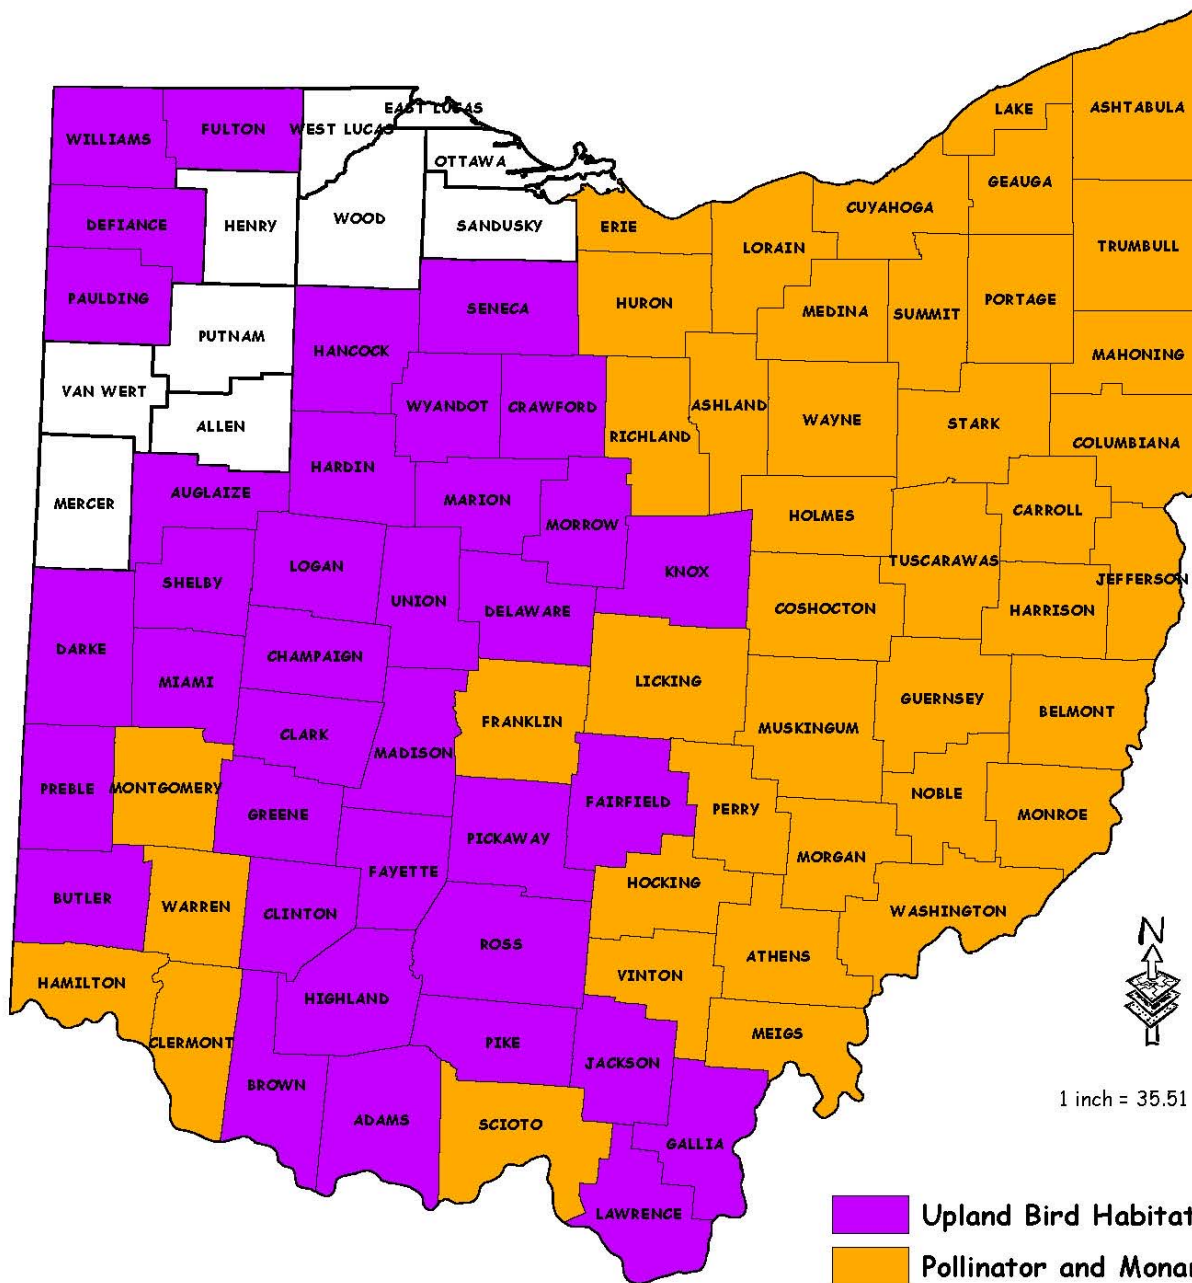 LAKE
ASHTABULA
EAST LUCAS
WILLIAMS
FULTON
WEST LUCAS
OTTAWA
GEAUGA
CUYAHOGA
DEFIANCE
HENRY
WOOD
SANDUSKY
ERIE
LORAIN
TRUMBULL
PAULDING
SENECA
HURON
MEDINA
SUMMIT
PORTAGE
PUTNAM
HANCOCK
MAHONING
VAN WERT
WYANDOT
CRAWFORD
ASHLAND
ALLEN
RICHLAND
WAYNE
STARK
COLUMBIANA
HARDIN
AUGLAIZE
MERCER
MARION
MORROW
HOLMES
CARROLL
LOGAN
KNOX
TUSCARAWAS
SHELBY
JEFFERSON
UNION
DELAWARE
COSHOCTON
HARRISON
DARKE
CHAMPAIGN
MIAMI
LICKING
GUERNSEY
BELMONT
FRANKLIN
MUSKINGUM
CLARK
MADISON
PREBLE
MONTGOMERY
FAIRFIELD
PERRY
NOBLE
GREENE
MONROE
PICKAWAY
MORGAN
FAYETTE
HOCKING
BUTLER
WARREN
CLINTON
WASHINGTON
ROSS
N
HAMILTON
VINTON
ATHENS
HIGHLAND
CLERMONT
PIKE
MEIGS
JACKSON
BROWN
1 inch = 35.51
ADAMS
SCIOTO
GALLIA
LAWRENCE
Upland Bird Habitat
Pollinator and Monar